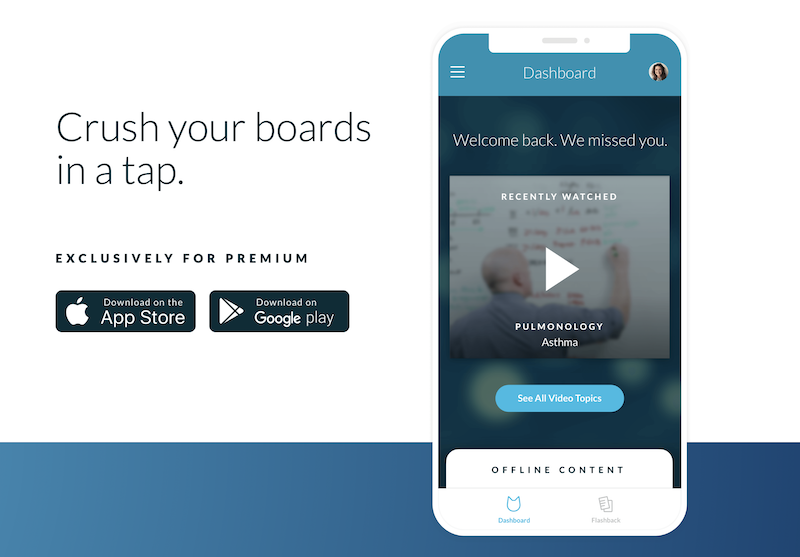 Crush your boards
in a tap.
EXCLUSIVELY FOR PREMIUM
Download on the
App Store
Download on
Google play
Dashboard
Welcome back. We missed you.
RECENTLY WATCHED
PULMONOLOGY
Asthma
See All Video Topics
OFFLINE CONTENT
Dashboard
Flashback